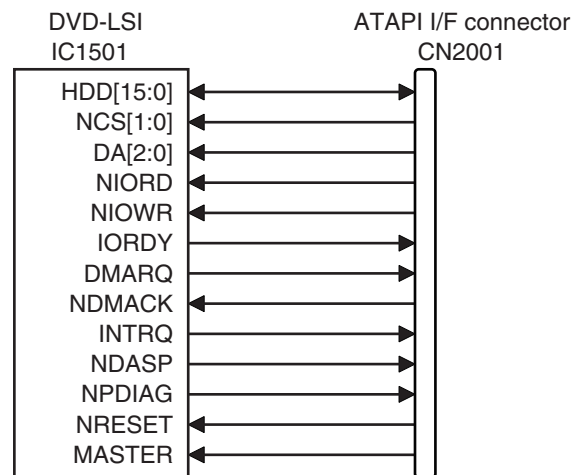 DVD-LSI
IC1501
ATAPI I/F connector
CN2001
HDD[15:0]
NCS[1:0]
DA[2:0]
NIORD
NIOWR
IORDY
DMARQ
NDMACK
INTRQ
NDASP
NPDIAG
NRESET
MASTER